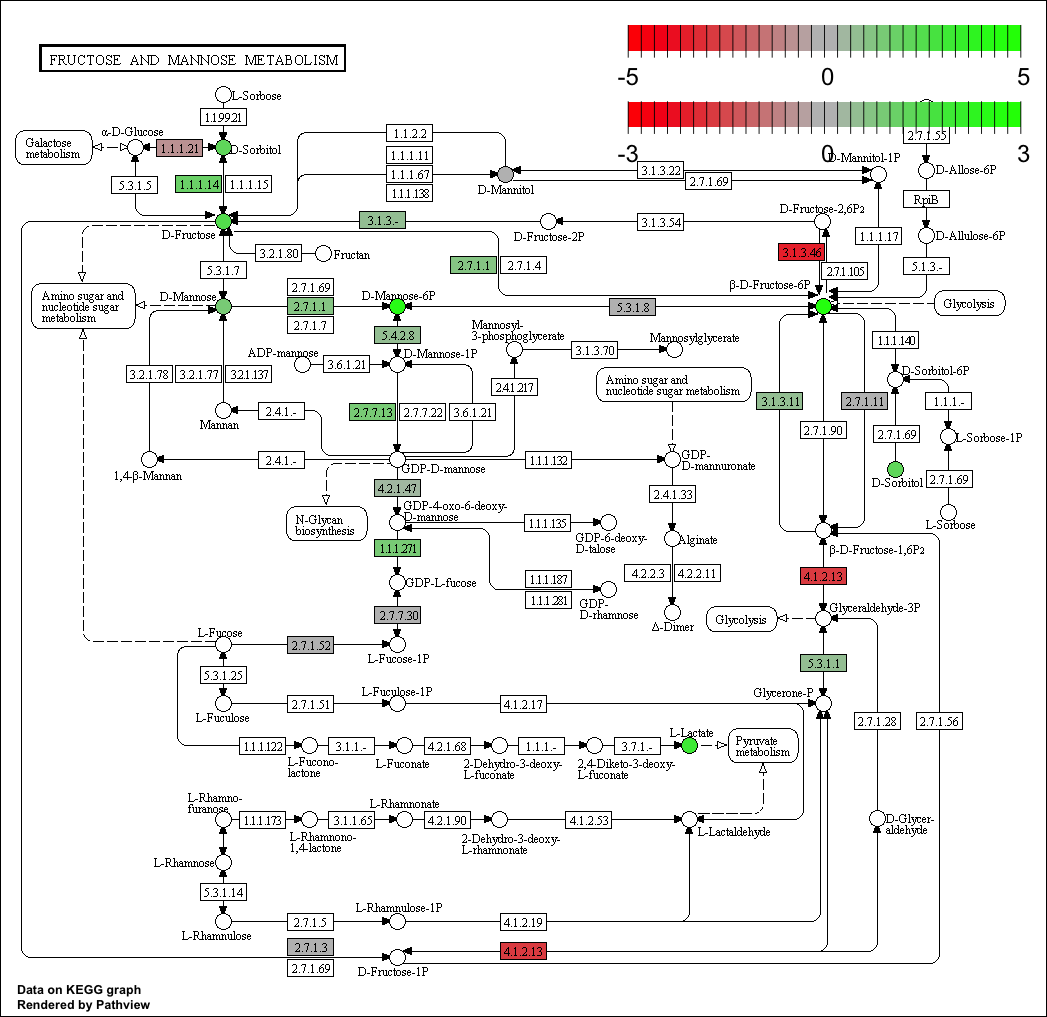 FRUCTOSE AND MANNOSE METABOLISM
-5
0
5
-3
0
3
L-Sorbose
1.1.99.21
α-D-Glucose
Galactose
metabolism
1.1.1.21
D-Sorbitol
5.3.1.5
1.1.1.14
1.1.1.15
1.1.2.2
1.1.1.11
1.1.1.67
1.1.1.138
D-Mannitol
3.1.3.22
2.7.1.69
D-Mannitol-1P
2.7.1.55
D-Allose-6P
RpiB
D-Allulose-6P
5.1.3.-
D-Fructose
3.1.3.-
D-Fructose-2P
3.1.3.54
D-Fructose-2,6P2
1.1.1.17
3.2.1.80
Fructan
5.3.1.7
2.7.1.1
2.7.1.4
3.1.3.46
2.7.1.105
β-D-Fructose-6P
Glycolysis
Amino sugar and
nucleotide sugar
metabolism
D-Mannose
2.7.1.69
2.7.1.1
2.7.1.7
D-Mannose-6P
5.3.1.8
5.4.2.8
Mannosyl-
3-phosphoglycerate
3.1.3.70
Mannosylglycerate
1.1.1.140
ADP-mannose
3.6.1.21
D-Mannose-1P
3.2.1.78
3.2.1.77
3.2.1.137
2.4.1.217
Amino sugar and
nucleotide sugar metabolism
D-Sorbitol-6P
1.1.1.-
3.1.3.11
2.7.1.11
2.7.1.90
2.7.1.69
L-Sorbose-1P
Mannan
2.4.1.-
2.7.7.13
2.7.7.22
3.6.1.21
1,4-β-Mannan
2.4.1.-
GDP-D-mannose
1.1.1.132
GDP-
D-mannuronate
D-Sorbitol
2.7.1.69
L-Sorbose
N-Glycan
biosynthesis
4.2.1.47
GDP-4-oxo-6-deoxy-
D-mannose
2.4.1.33
1.1.1.135
GDP-6-deoxy-
D-talose
Alginate
1.1.1.271
β-D-Fructose-1,6P2
GDP-L-fucose
1.1.1.187
1.1.1.281
GDP-
D-rhamnose
4.2.2.3
4.2.2.11
Δ-Dimer
4.1.2.13
2.7.7.30
Glycolysis
Glyceraldehyde-3P
L-Fucose
2.7.1.52
L-Fucose-1P
5.3.1.1
5.3.1.25
L-Fuculose
2.7.1.51
L-Fuculose-1P
4.1.2.17
Glycerone-P
2.7.1.28
2.7.1.56
1.1.1.122
L-Fucono-
lactone
3.1.1.-
L-Fuconate
4.2.1.68
2-Dehydro-3-deoxy-
L-fuconate
1.1.1.-
2,4-Diketo-3-deoxy-
L-fuconate
3.7.1.-
L-Lactate
Pyruvate
metabolism
L-Rhamno-
furanose
1.1.1.173
L-Rhamnono-
1,4-lactone
3.1.1.65
L-Rhamnonate
4.2.1.90
2-Dehydro-3-deoxy-
L-rhamnonate
4.1.2.53
L-Lactaldehyde
D-Glycer-
aldehyde
L-Rhamnose
5.3.1.14
L-Rhamnulose
2.7.1.5
L-Rhamnulose-1P
4.1.2.19
2.7.1.3
2.7.1.69
D-Fructose-1P
4.1.2.13
Data on KEGG graph
Rendered by Pathview